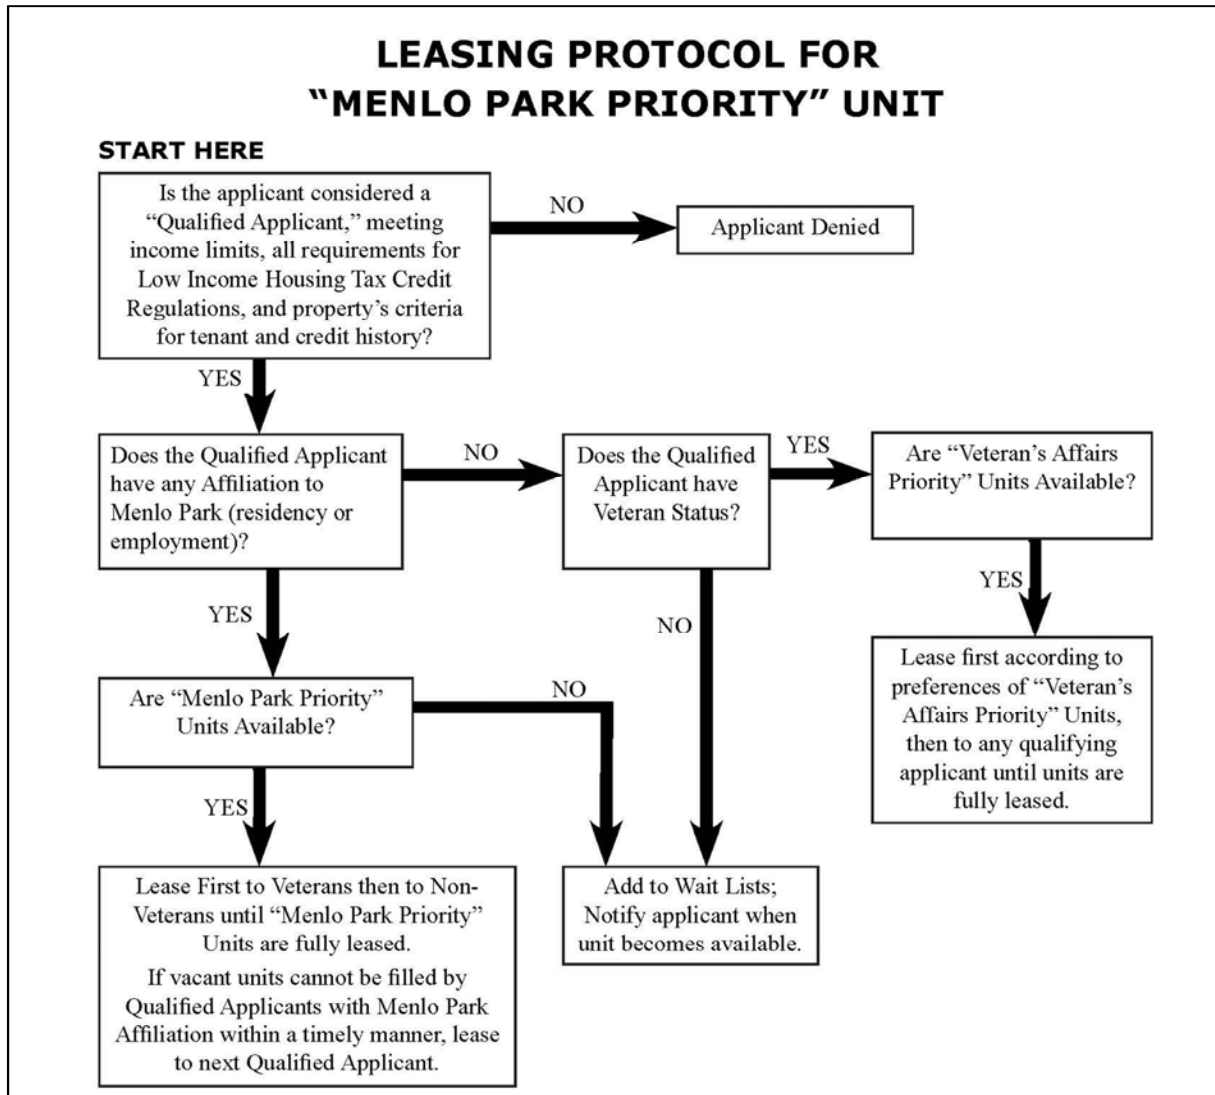 LEASING PROTOCOL FOR
“MENLO PARK PRIORITY” UNIT
START HERE
Is the applicant considered a
“Qualified Applicant,” meeting
income limits, all requirements for
Low Income Housing Tax Credit
Regulations, and property’s criteria
for tenant and credit history?
NO
Applicant Denied
YES
Does the Qualified Applicant
have any Affiliation to
Menlo Park (residency or
employment)?
NO
Does the Qualified
Applicant have
Veteran Status?
YES
Are “Veteran’s Affairs
Priority” Units Available?
YES
NO
YES
Lease first according to
preferences of “Veteran’s
Affairs Priority” Units,
then to any qualifying
applicant until units are
fully leased.
Are “Menlo Park Priority”
Units Available?
NO
YES
Lease First to Veterans then to Non-
Veterans until “Menlo Park Priority”
Units are fully leased.
If vacant units cannot be filled by
Qualified Applicants with Menlo Park
Affiliation within a timely manner, lease
to next Qualified Applicant.
Add to Wait Lists;
Notify applicant when
unit becomes available.